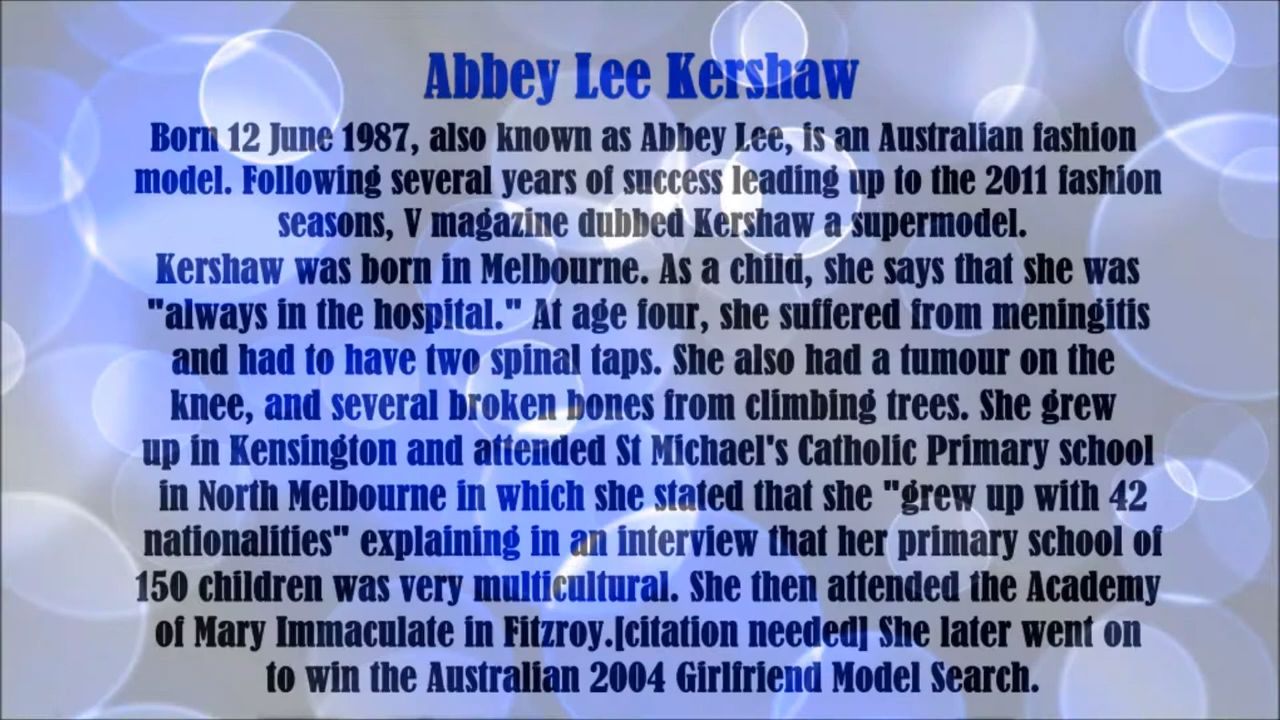 Abbey Lee Kershaw
Born 12 June 1987, also known as Abbey Lee, is an Australian fashion
model. Following several years of success leading up to the 2011 fashion
seasons, V magazine dubbed Kershaw a supermodel.
Kershaw was born in Melbourne. As a child, she says that she was
"always in the hospital." At age four, she suffered from meningitis
and had to have two spinal taps. She also had a tumour on the
knee, and several broken bones from climbing trees. She grew
up in Kensington and attended St Michael's Catholic Primary school
in North Melbourne in which she stated that she "grew up with 42
nationalities" explaining in an interview that her primary school of
150 children was very multicultural. She then attended the Academy
of Mary Immaculate in Fitzroy.[citation needed] She later went on
to win the Australian 2004 Girlfriend Model Search.